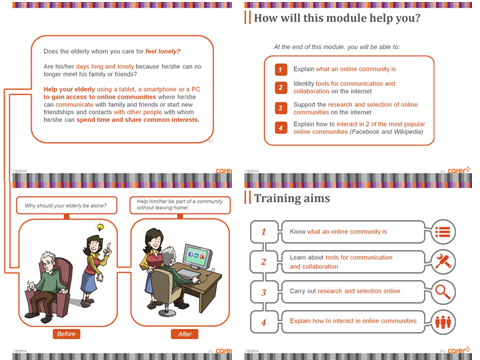 Does the elderly whom you care for feel lonely?
Are his/her days long and lonely because he/she can no
longer meet his family or friends?
Help your elderly using a tablet, a smartphone or a PC
to gain access to online communities where he/she
can communicate with family and friends or start new
friendships and contacts with other people with whom
he/she can spend time and share common interests.
How will this module help you?
At the end of this module, you will be able to:
1 Explain what an online community is
2 Identify tools for communication and
collaboration on the internet
3 Support the research and selection of online
communities on the internet
4 Explain how to interact in 2 of the most popular
online communities (Facebook and Wikipedia)
carer+
Why should your elderly be alone?
Help him/her be part of a community
without leaving home!
Before
After
Training aims
1 Know what an online community is
2 Learn about tools for communication
and collaboration
3 Carry out research and selection online
4 Explain how to interact in online communities
carer+